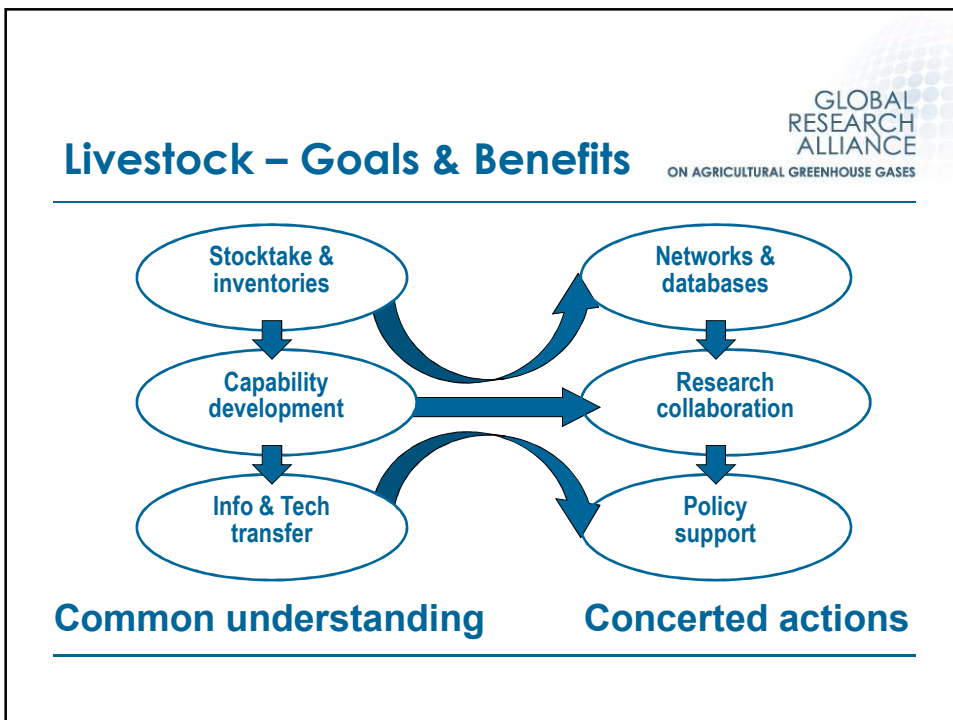 GLOBAL
RESEARCH
ALLIANCE
ON AGRICULTURAL GREENHOUSE GASES
Livestock – Goals & Benefits
Stocktake &
inventories
Networks &
databases
Capability
development
Research
collaboration
Info & Tech
transfer
Policy
support
Common understanding
Concerted actions